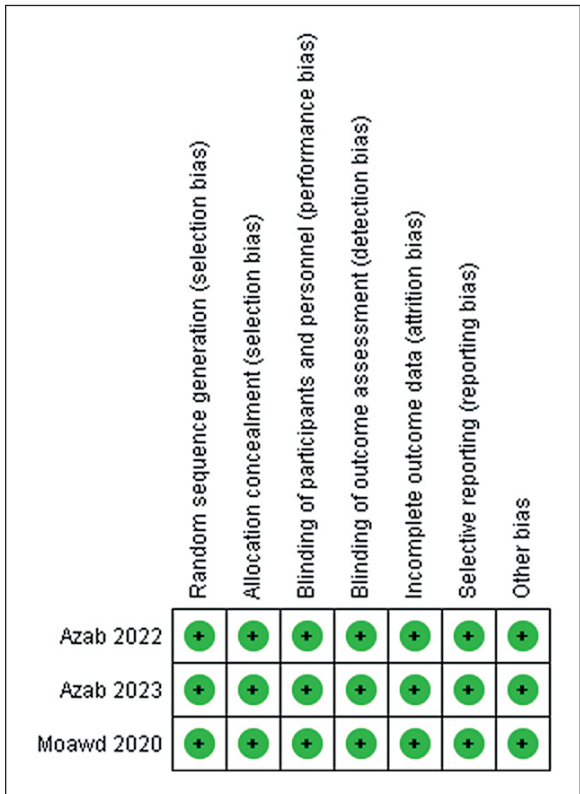 Random sequence generation (selection bias)
Allocation concealment (selection bias)
Blinding of participants and personnel (performance bias)
Blinding of outcome assessment (detection bias)
Incomplete outcome data (attrition bias)
Selective reporting (reporting bias)
Other bias
Azab 2022 + + + + + + +
Azab 2023 + + + + + + +
Moawd 2020 + + + + + + +